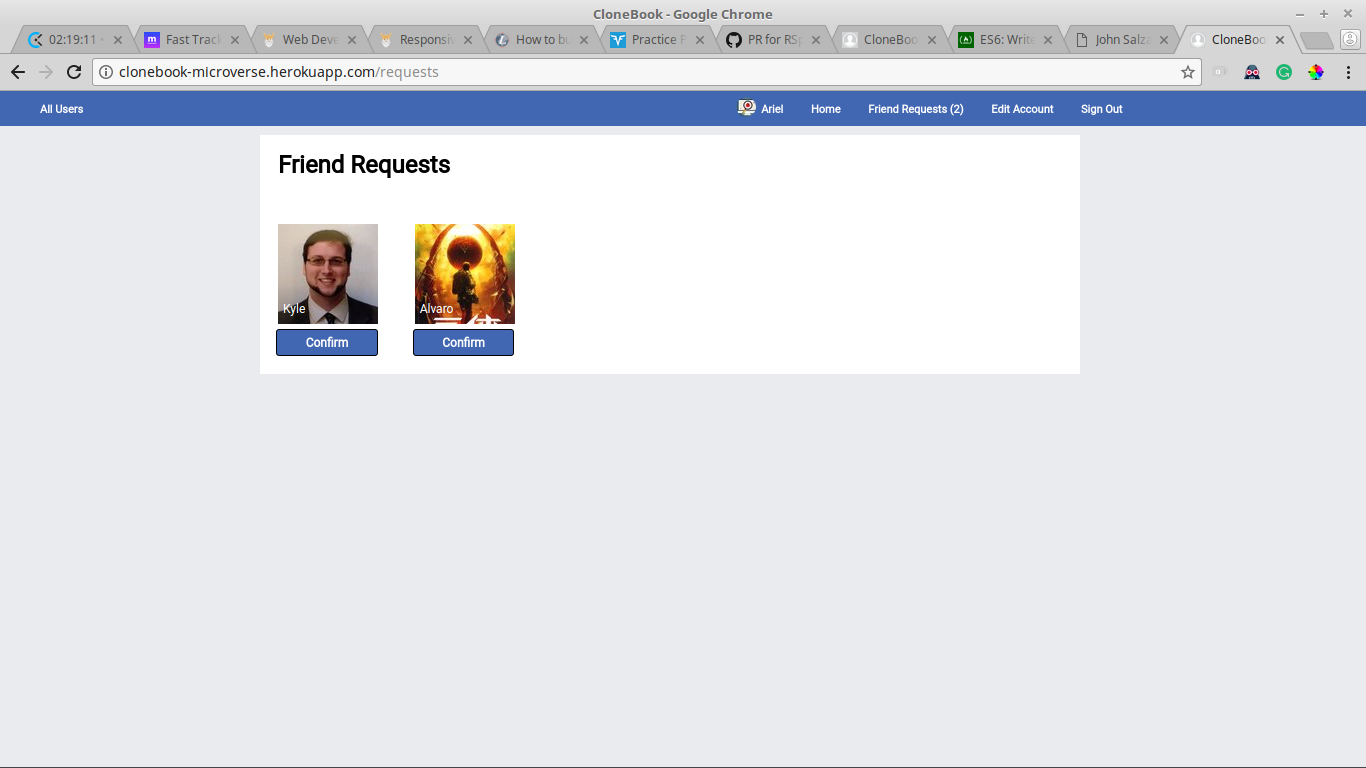 CloneBook - Google Chrome
02:19:11
Fast Track
Web Deve
Responsiv
How to bu
Practice P
PR for RSp
CloneBoo
ES6: Write
John Salza
CloneBoo
clonebook-microverse.herokuapp.com/requests
All Users
Ariel
Home
Friend Requests (2)
Edit Account
Sign Out
Friend Requests
Kyle
Alvaro
Confirm
Confirm